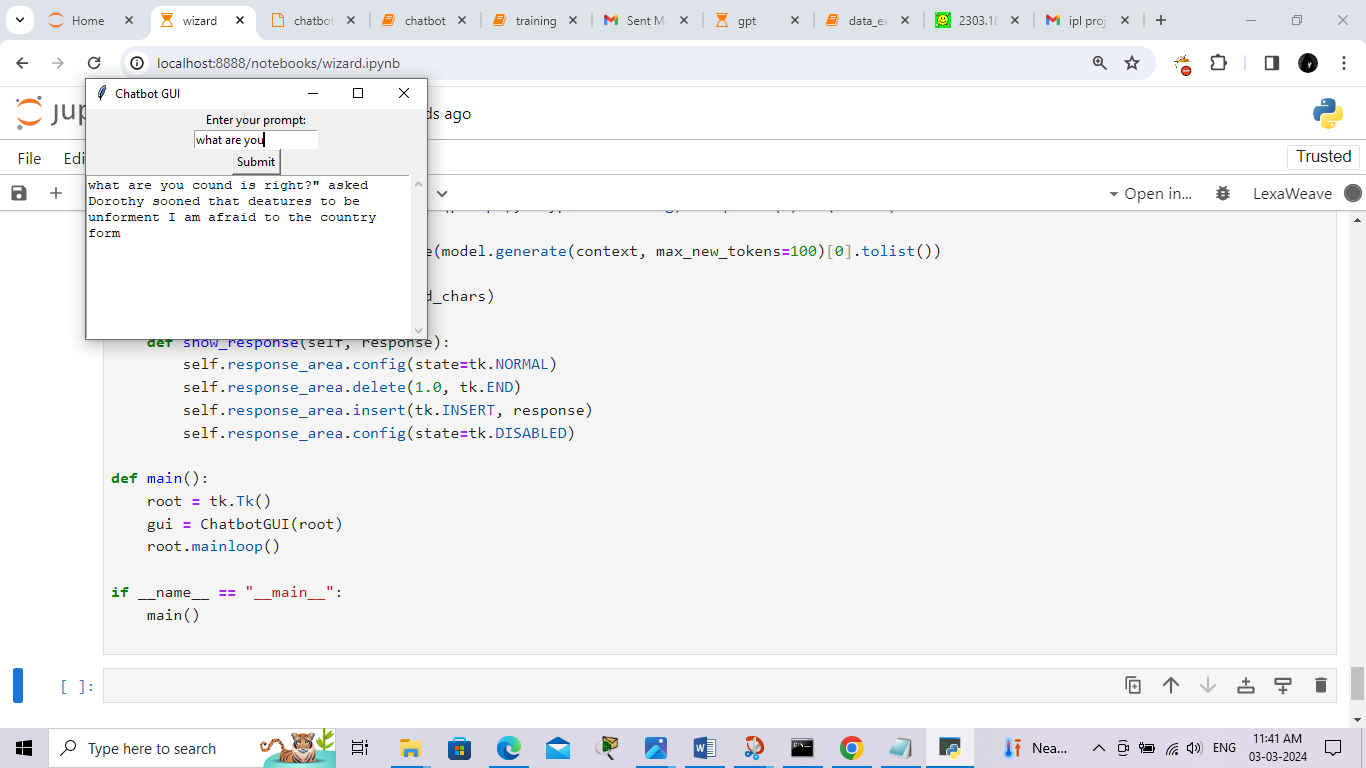 Home
wizard
chatbot
chatbot
training
Sent Ma
gpt
data_ex
2303.18
ipl proj
localhost:8888/notebooks/wizard.ipynb
Chatbot GUI
Enter your prompt:
what are you
Submit
what are you cound is right?" asked
Dorothy sooned that deatures to be
unforment I am afraid to the country
form
ds ago
File
Trusted
Open in...
LexaWeave
(model.generate(context, max_new_tokens=100)[0].tolist())
d_chars)
def show_response(self, response):
self.response_area.config(state=tk.NORMAL)
self.response_area.delete(1.0, tk.END)
self.response_area.insert(tk.INSERT, response)
self.response_area.config(state=tk.DISABLED)
def main():
root = tk.Tk()
gui = ChatbotGUI(root)
root.mainloop()
if __name__ == "__main__":
main()
[ ]:
Type here to search
Nea...
ENG
11:41 AM
03-03-2024